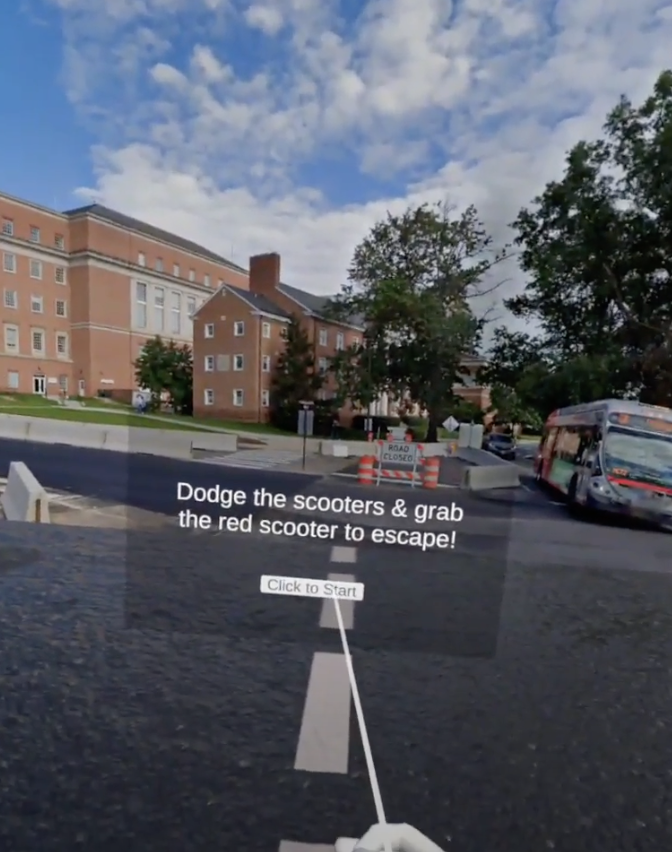 ROAD
CLOSED
Dodge the scooters & grab
the red scooter to escape!
Click to Start